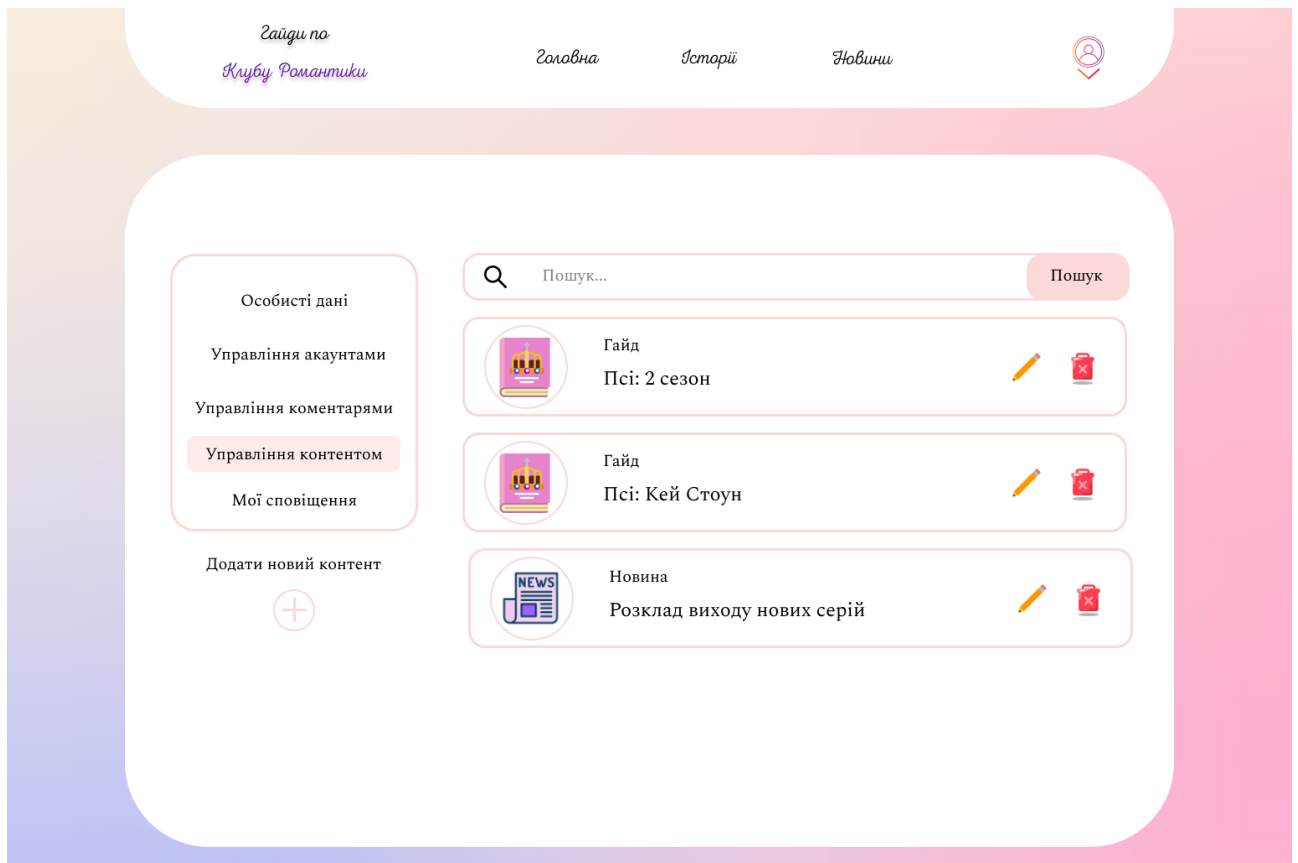 Гайди по
Клубу Романтики
Головна
Історії
Новини
Особисті дані
Управління акаунтами
Управління коментарями
Управління контентом
Мої сповіщення
Додати новий контент
Пошук...
Пошук
Гайд
Псі: 2 сезон
Гайд
Псі: Кей Стоун
NEWS
Новина
Розклад виходу нових серій